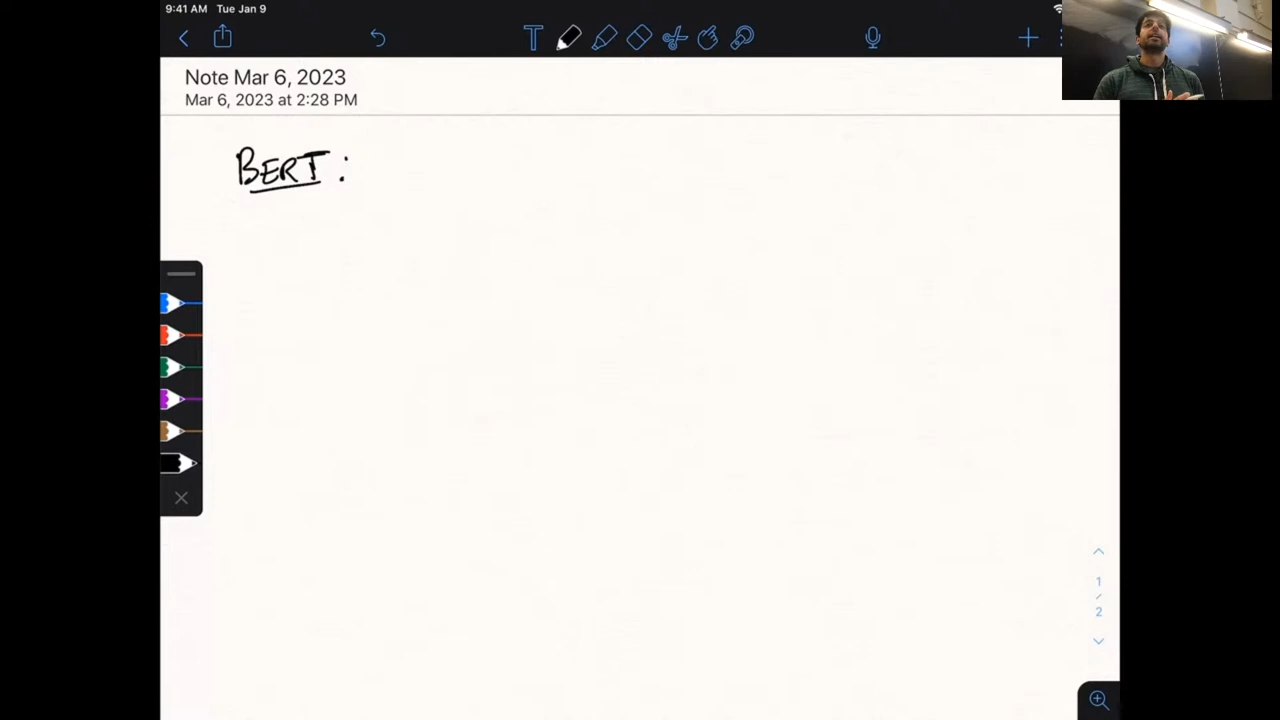 9:41 AM Tue Jan 9
T
Note Mar 6, 2023
Mar 6, 2023 at 2:28 PM
BERT:
1
/
2